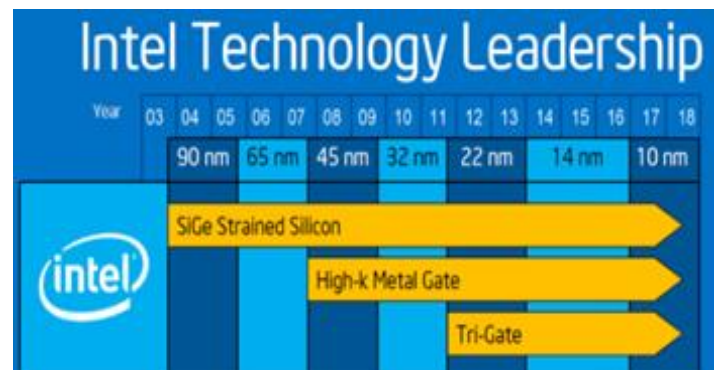 Intel Technology Leadership
Year 03 04 05 06 07 08 09 10 11 12 13 14 15 16 17 18
90 nm 65 nm 45 nm 32 nm 22 nm 14 nm 10 nm
SiGe Strained Silicon
(intel)
High-k Metal Gate
Tri-Gate